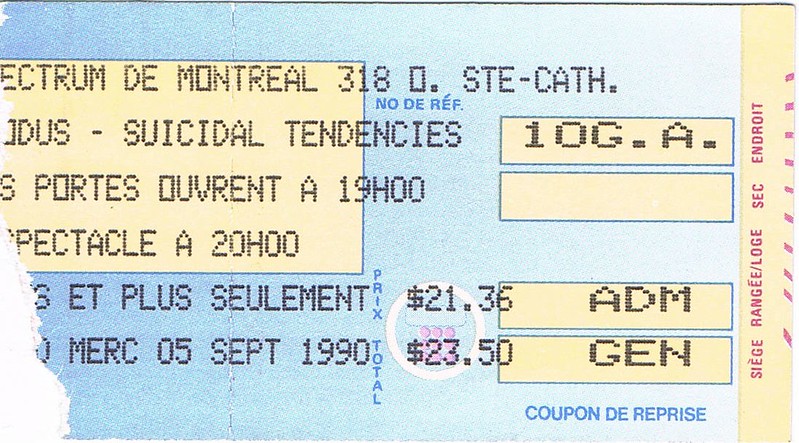 ECTRUM DE MONTREAL 318 O. STE-CATH.
NO DE RÉF.
- SUICIDAL TENDENCIES
10G.A.
S PORTES OUVRENT A 19H00
PECTACLE A 20H00
S ET PLUS SEULEMENT $21.36 ADM
MERC 05 SEPT 1990 $23.50 GEN
PRIX TOTAL
COUPON DE REPRISE
SIÈGE RANGÉE/LOGE SEC ENDROIT